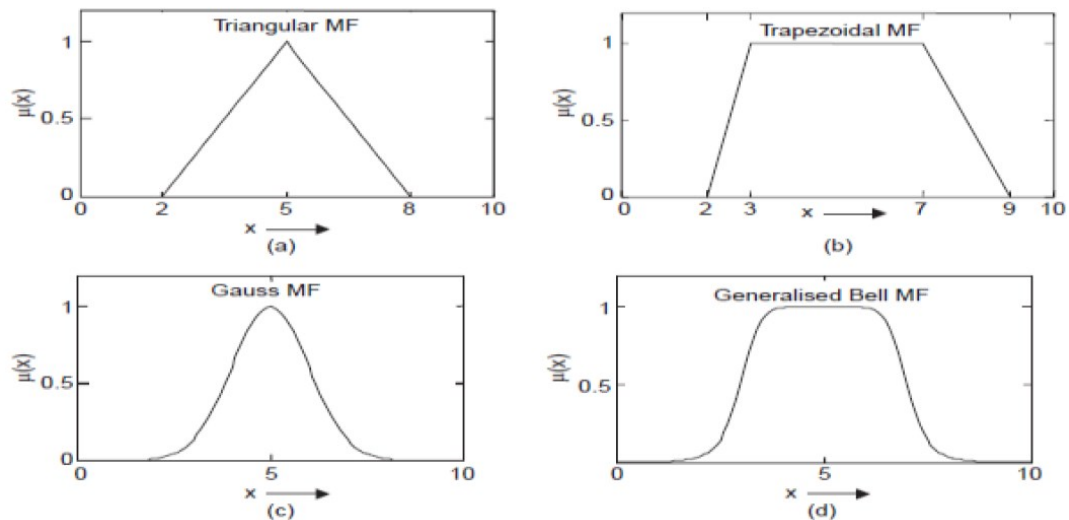 Triangular MF
1
0.5
0
μ(x)
0 2 5 8 10
x
(a)
Trapezoidal MF
1
0.5
0
μ(x)
0 2 3 7 9 10
x
(b)
Gauss MF
1
0.5
0
μ(x)
0 5 10
x
(c)
Generalised Bell MF
1
0.5
μ(x)
0 5 10
x
(d)